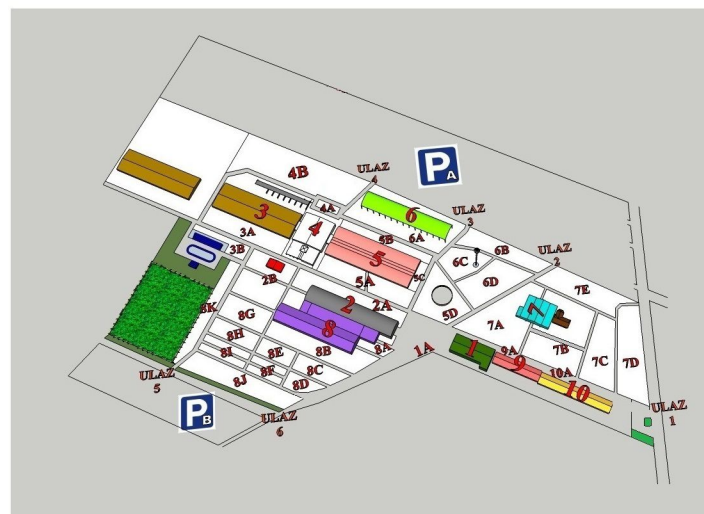 P A
4B
ULAZ
4
4A
6
ULAZ
3
3
4
3A
5B
6A
6B
ULAZ
2
3B
5
6C
2B
5A
5C
6D
7E
2
2A
5D
7
8K
8G
7A
8
8H
8A
1A
1
9A
7B
8I
8E
8B
9
10A
7C
7D
ULAZ
5
8J
8F
8C
8D
10
ULAZ
1
P B
ULAZ
6